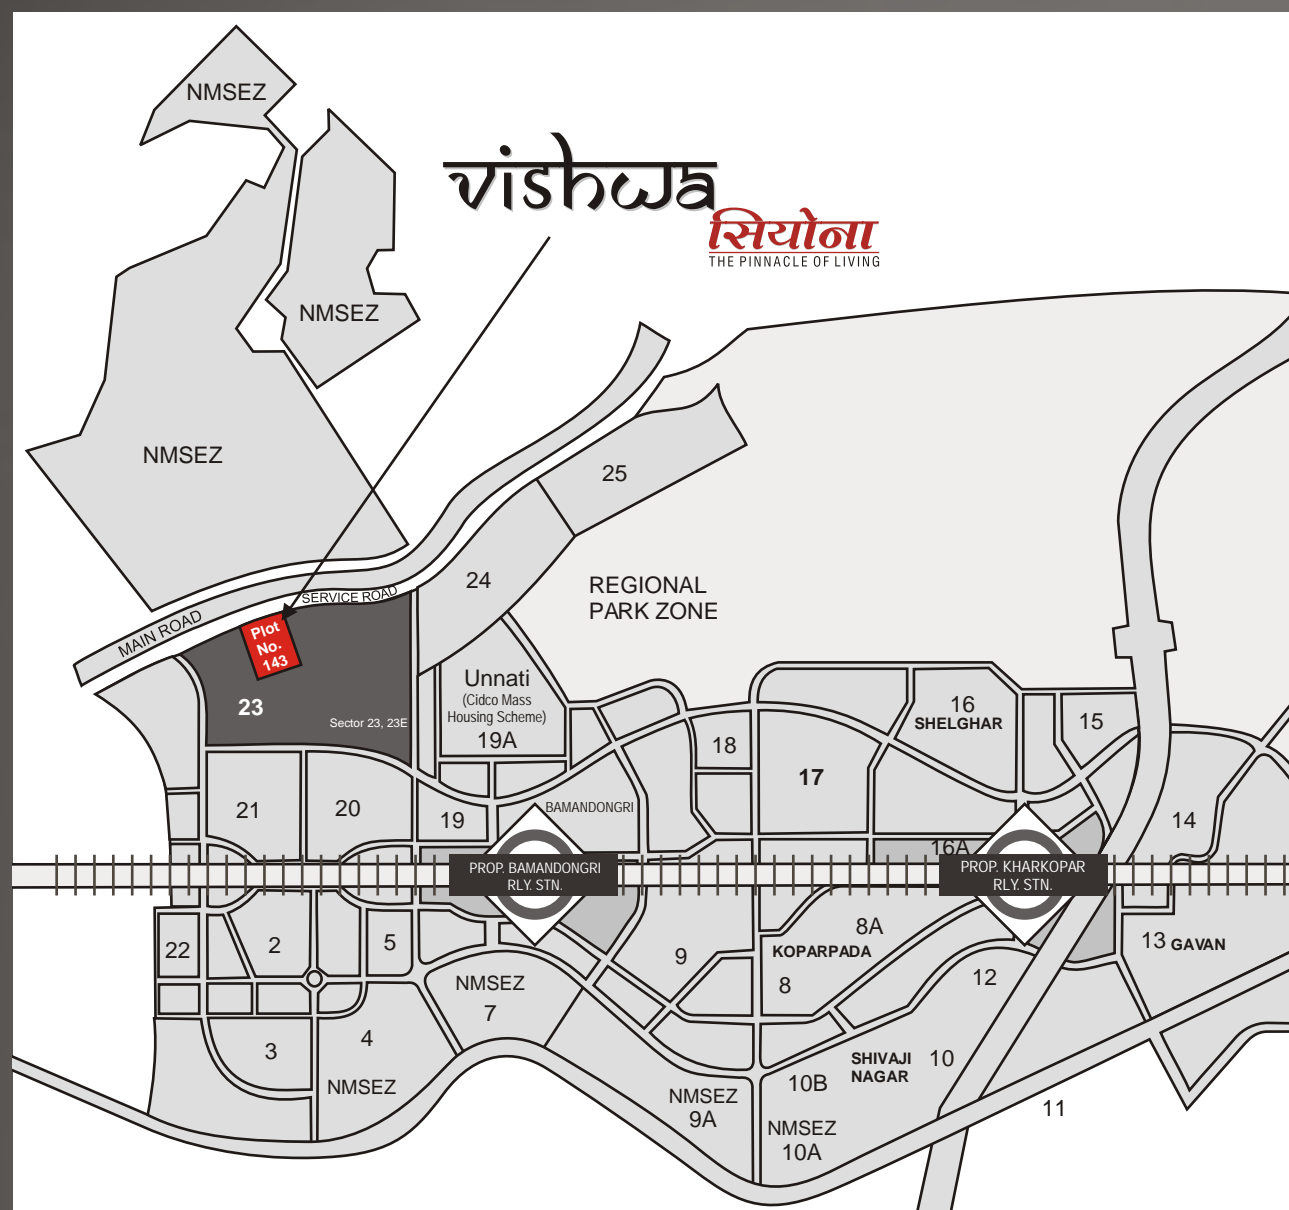 NMSEZ
vishwa
सियोना
THE PINNACLE OF LIVING
NMSEZ
NMSEZ
25
24
REGIONAL
PARK ZONE
SERVICE ROAD
MAIN ROAD
Plot
No.
143
23
Sector 23, 23E
Unnati
(Cidco Mass
Housing Scheme)
19A
16
SHELGHAR
15
18
17
21
20
19
BAMANDONGRI
14
16A
PROP. BAMANDONGRI
RLY. STN.
PROP. KHARKOPAR
RLY. STN.
22
2
5
9
8A
KOPARPADA
8
13 GAVAN
12
NMSEZ
7
3
4
NMSEZ
SHIVAJI
NAGAR
10
10B
NMSEZ
9A
11
NMSEZ
10A